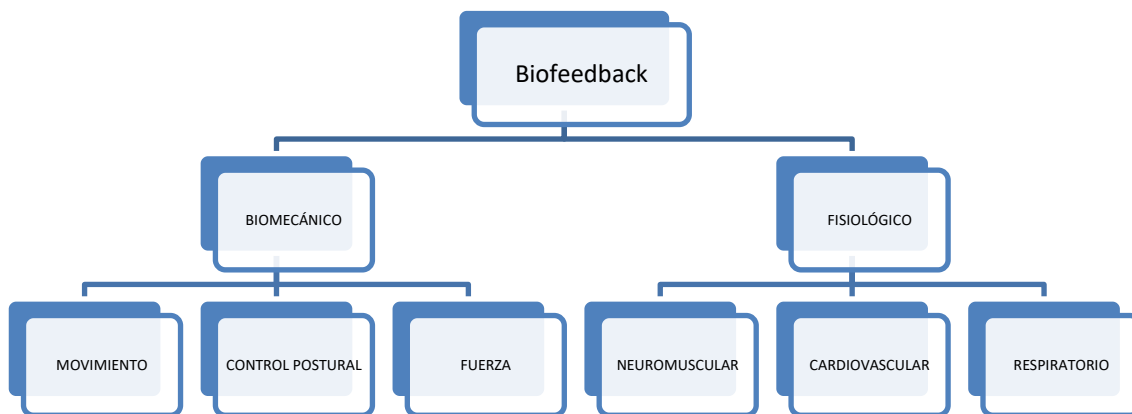 Biofeedback
BIOMECÁNICO
FISIOLÓGICO
MOVIMIENTO
CONTROL POSTURAL
FUERZA
NEUROMUSCULAR
CARDIOVASCULAR
RESPIRATORIO